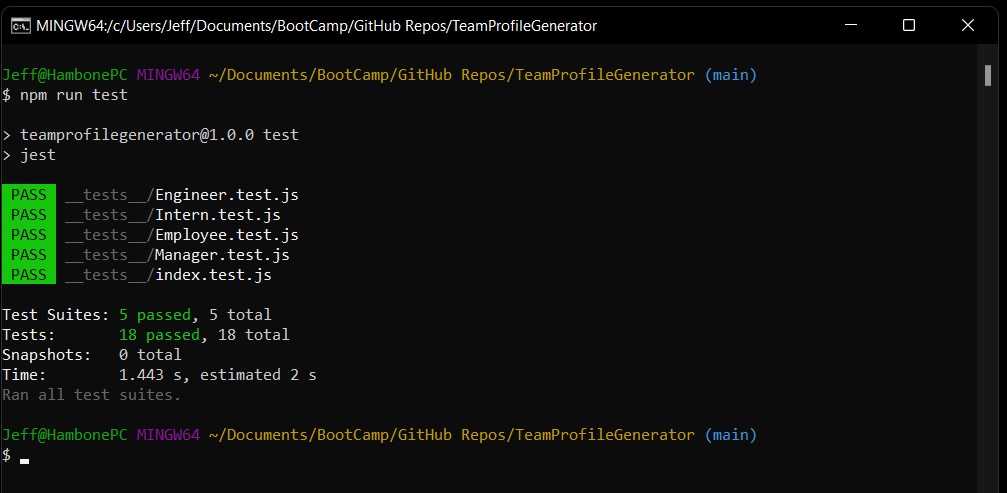 MINGW64:/c/Users/Jeff/Documents/BootCamp/GitHub Repos/TeamProfileGenerator
Jeff@HambonePC MINGW64 ~/Documents/BootCamp/GitHub Repos/TeamProfileGenerator (main)
$ npm run test
> teamprofilegenerator@1.0.0 test
> jest
PASS __tests__/Engineer.test.js
PASS __tests__/Intern.test.js
PASS __tests__/Employee.test.js
PASS __tests__/Manager.test.js
PASS __tests__/index.test.js
Test Suites: 5 passed, 5 total
Tests: 18 passed, 18 total
Snapshots: 0 total
Time: 1.443 s, estimated 2 s
Ran all test suites.
Jeff@HambonePC MINGW64 ~/Documents/BootCamp/GitHub Repos/TeamProfileGenerator (main)
$